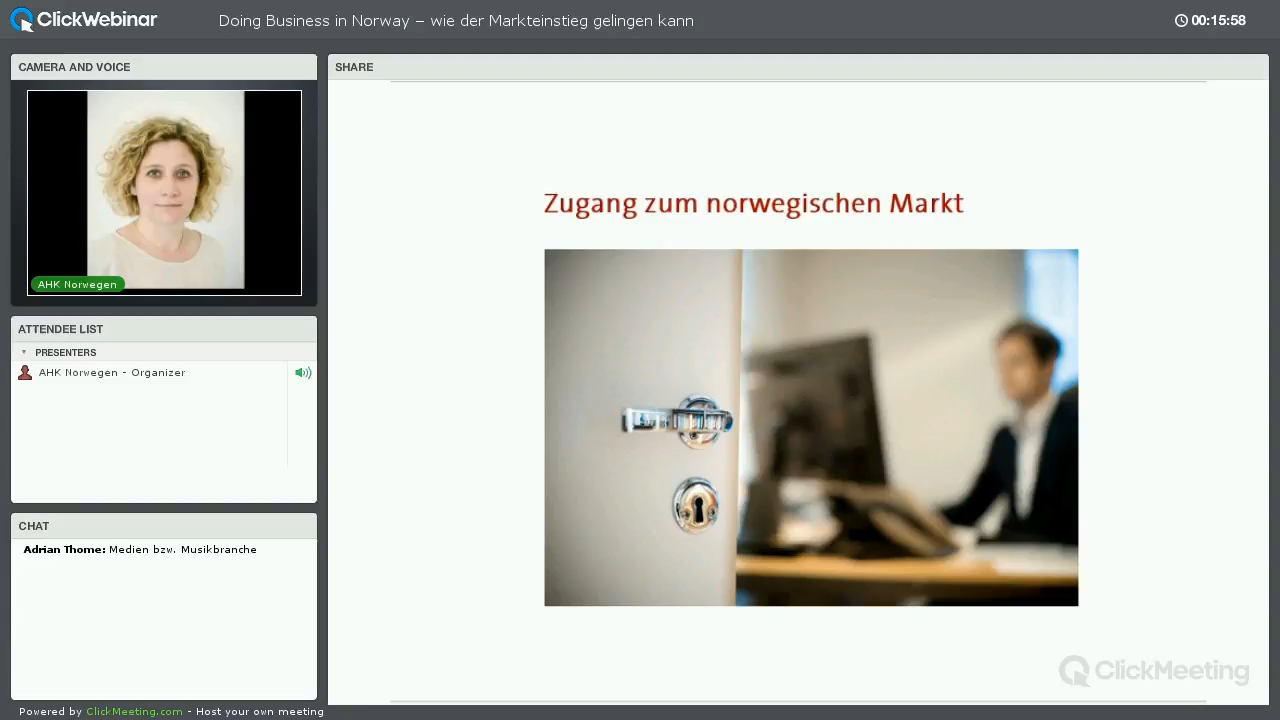 ClickWebinar
Doing Business in Norway – wie der Markteinstieg gelingen kann
00:15:58
CAMERA AND VOICE
AHK Norwegen
ATTENDEE LIST
PRESENTERS
AHK Norwegen - Organizer
CHAT
Adrian Thome: Medien bzw. Musikbranche
Powered by ClickMeeting.com - Host your own meeting
SHARE
Zugang zum norwegischen Markt
ClickMeeting